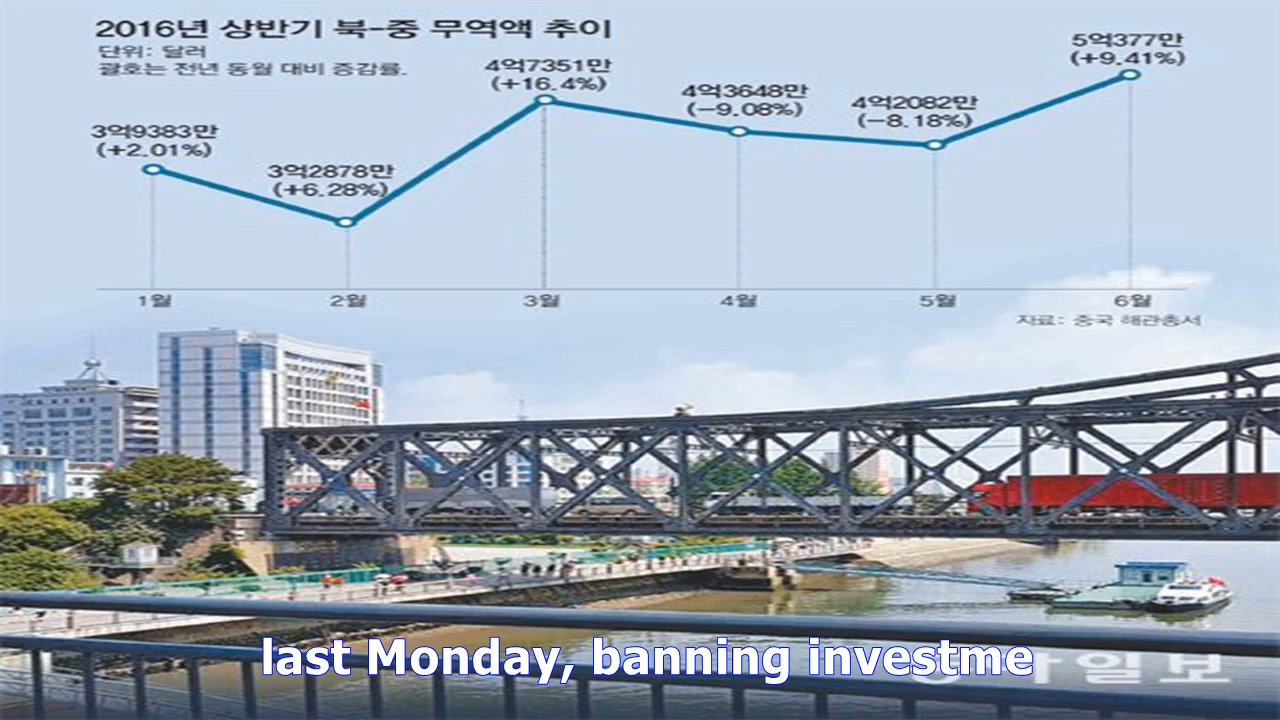 2016년 상반기 북-중 무역액 추이
단위: 달러
괄호는 전년 동월 대비 증감률.
3억9383만
(+2.01%)
3억2878만
(+6.28%)
4억7351만
(+16.4%)
4억3648만
(-9.08%)
4억2082만
(-8.18%)
5억377만
(+9.41%)
1월
2월
3월
4월
5월
6월
자료: 중국 해관총서
last Monday, banning investme
아일보